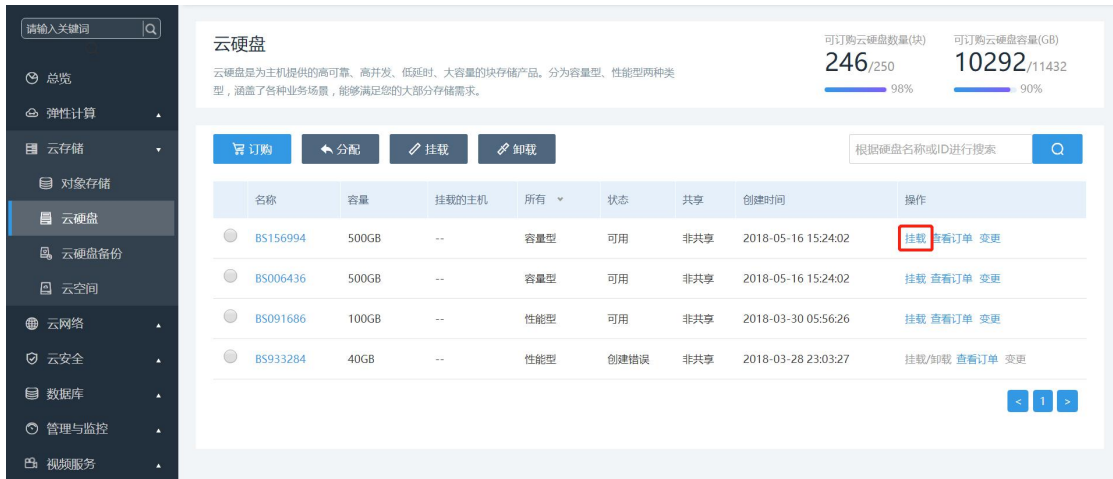 请输入关键词
总览
弹性计算
云存储
对象存储
云硬盘
云硬盘备份
云空间
云网络
云安全
数据库
管理与监控
视频服务
云硬盘
云硬盘是为主机提供的高可靠、高并发、低延时、大容量的块存储产品。分为容量型、性能型两种类
型，涵盖了各种业务场景，能够满足您的大部分存储需求。
可订购云硬盘数量(块)
246/250
98%
可订购云硬盘容量(GB)
10292/11432
90%
订购 分配 挂载 卸载
根据硬盘名称或ID进行搜索
名称 容量 挂载的主机 所有 状态 共享 创建时间 操作
BS156994 500GB -- 容量型 可用 非共享 2018-05-16 15:24:02 挂载 查看订单 变更
BS006436 500GB -- 容量型 可用 非共享 2018-05-16 15:24:02 挂载 查看订单 变更
BS091686 100GB -- 性能型 可用 非共享 2018-03-30 05:56:26 挂载 查看订单 变更
BS933284 40GB -- 性能型 创建错误 非共享 2018-03-28 23:03:27 挂载/卸载 查看订单 变更
< 1 >